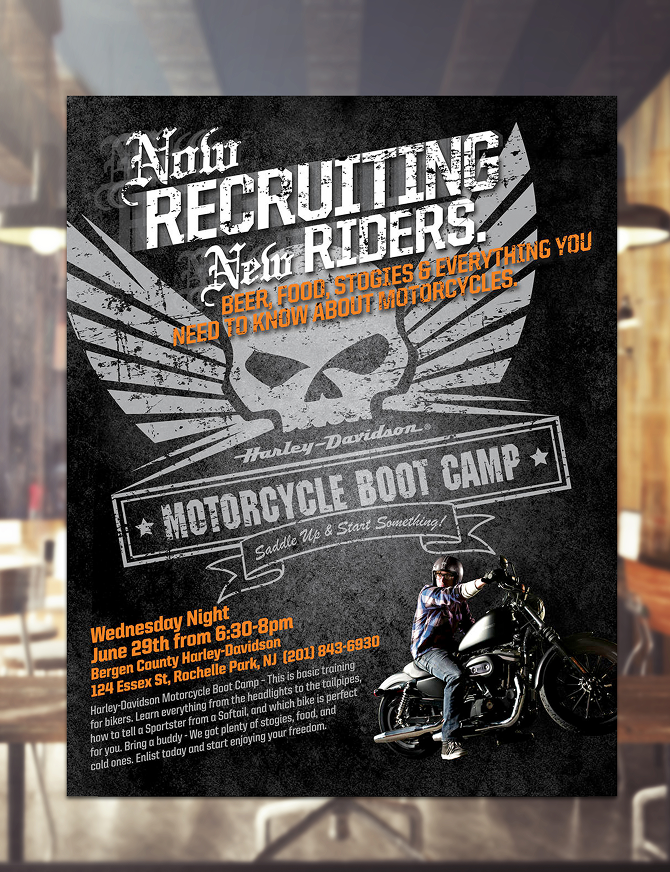 Now
RECRUITING
New RIDERS.
BEER, FOOD, STOGIES & EVERYTHING YOU
NEED TO KNOW ABOUT MOTORCYCLES.
Harley-Davidson®
MOTORCYCLE BOOT CAMP
Saddle Up & Start Something!
Wednesday Night
June 29th from 6:30-8pm
Bergen County Harley-Davidson
124 Essex St, Rochelle Park, NJ (201) 843-6930
Harley-Davidson Motorcycle Boot Camp - This is basic training
for bikers. Learn everything from the headlights to the tailpipes,
how to tell a Sportster from a Softail, and which bike is perfect
for you. Bring a buddy - We got plenty of stogies, food, and
cold ones. Enlist today and start enjoying your freedom.